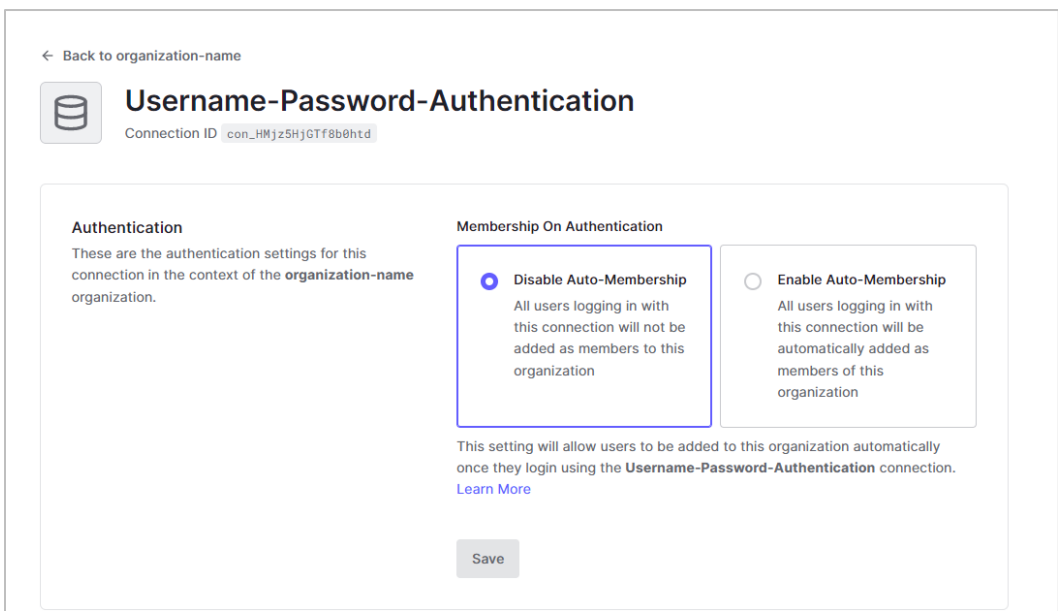 ← Back to organization-name
Username-Password-Authentication
Connection ID con_HMjz5HjGTf8b0htd
Authentication
These are the authentication settings for this
connection in the context of the organization-name
organization.
Membership On Authentication
Disable Auto-Membership
All users logging in with
this connection will not be
added as members to this
organization
Enable Auto-Membership
All users logging in with
this connection will be
automatically added as
members of this
organization
This setting will allow users to be added to this organization automatically
once they login using the Username-Password-Authentication connection.
Learn More
Save